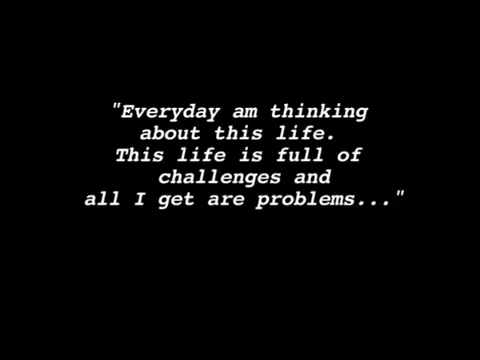 "Everyday am thinking
about this life.
This life is full of
challenges and
all I get are problems..."